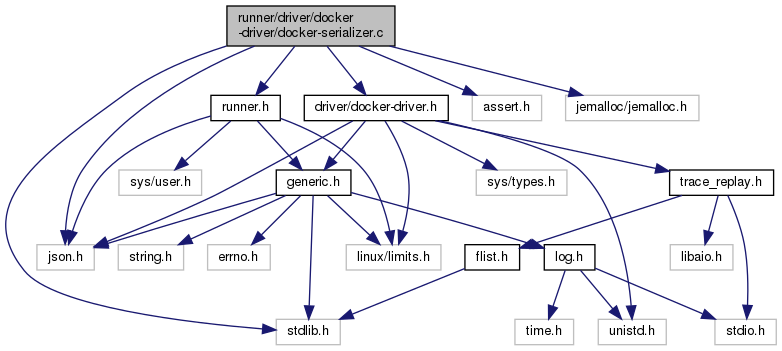 runner/driver/docker
-driver/docker-serializer.c
runner.h
driver/docker-driver.h
assert.h
jemalloc/jemalloc.h
sys/user.h
generic.h
sys/types.h
trace_replay.h
json.h
string.h
errno.h
linux/limits.h
flist.h
log.h
libaio.h
stdlib.h
time.h
unistd.h
stdio.h